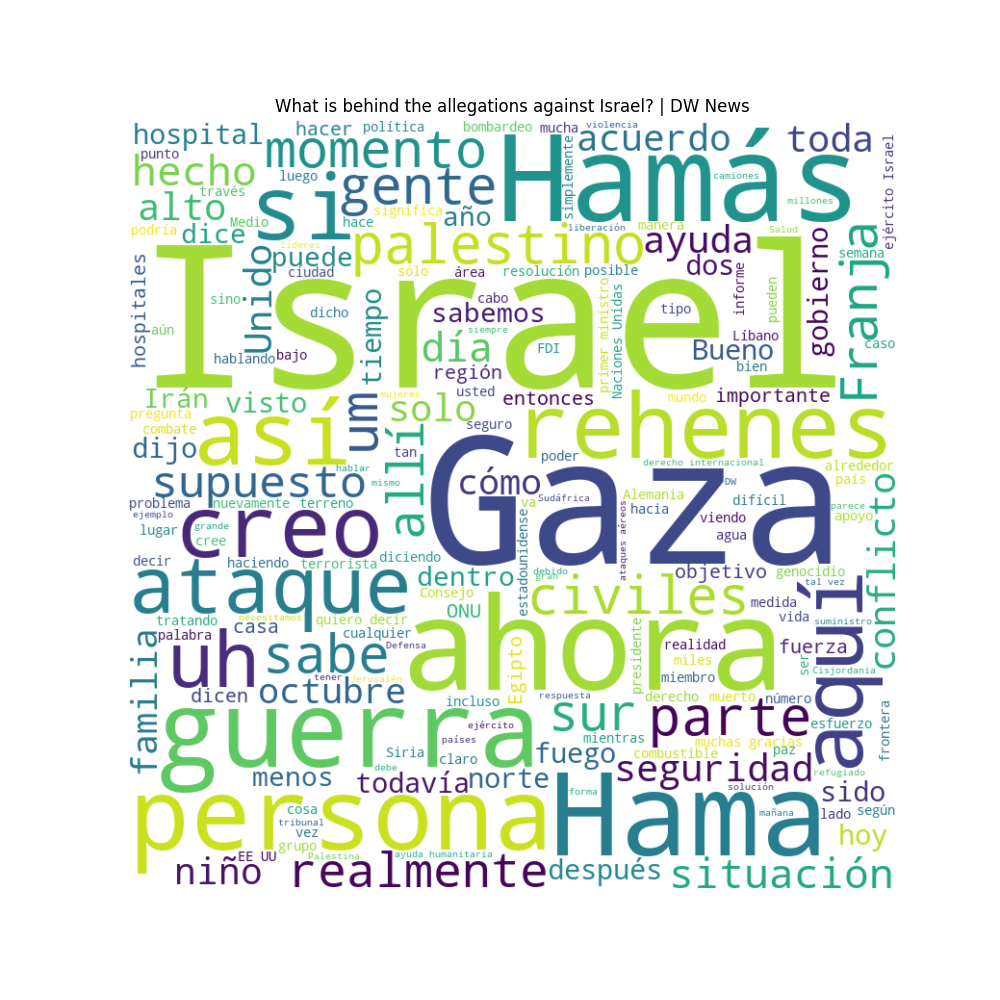 What is behind the allegations against Israel? | DW News
hospital
hacer
política
bombardeo
mucha
violencia
acuerdo
toda
punto
momento
Hamás
simplemente
hecho
luego
si
gente
camiones
millones
ejército Israel
través
alto
Medio
significa
año
liberación
manera
Salud
podría
dice
hace
palestino
ayuda
gobierno
Franja
semana
líderes
puede
Unido
dos
hospitales
ciudad
sólo
área
resolución
posible
primer ministro
Naciones Unidas
informe
pueden
Israel
sino
dicho
tiempo
cabo
sabemos
tipo
aún
siempre
día
FDI
Líbano
caso
hablando
bajo
Bueno
bien
región
Irán
visto
mujeres
usted
entonces
mundo
importante
pregunta
así
um
solo
rehenes
combate
seguro
dijo
allí
tan
poder
hablar
derecho internacional
alrededor
supuesto
mismo
Gaza
cómo
DW
país
problema
nuevamente
terreno
va
Sudáfrica
Alemania
difícil
conflicto
ejemplo
creo
hacia
parece
lugar
grande
estadounidense
ataques aéreos
viendo
apoyo
cree
agua
decir
haciendo
terrorista
diciendo
debido
objetivo
genocidio
ataque
dentro
gran
tal vez
Consejo
civiles
aquí
ONU
medida
vida
suministro
tratando
necesitamos
quiero decir
casa
palabra
cualquier
ahora
familia
uh
Defensa
sabe
Egipto
presidente
realidad
fuerza
ser
Cisjordania
miles
tener
Jerusalén
miembro
dicen
octubre
respuesta
derecho
muerto
número
incluso
sur
parte
esfuerzo
frontera
guerra
ejército
mientras
países
muchas gracias
Siria
claro
fuego
combustible
paz
debe
seguridad
refugiado
menos
todavía
norte
solución
sido
persona
Hama
forma
cosa
tribunal
mañana
lado
según
vez
hoy
grupo
EE UU
Palestina
ayuda humanitaria
niño
realmente
después
situación